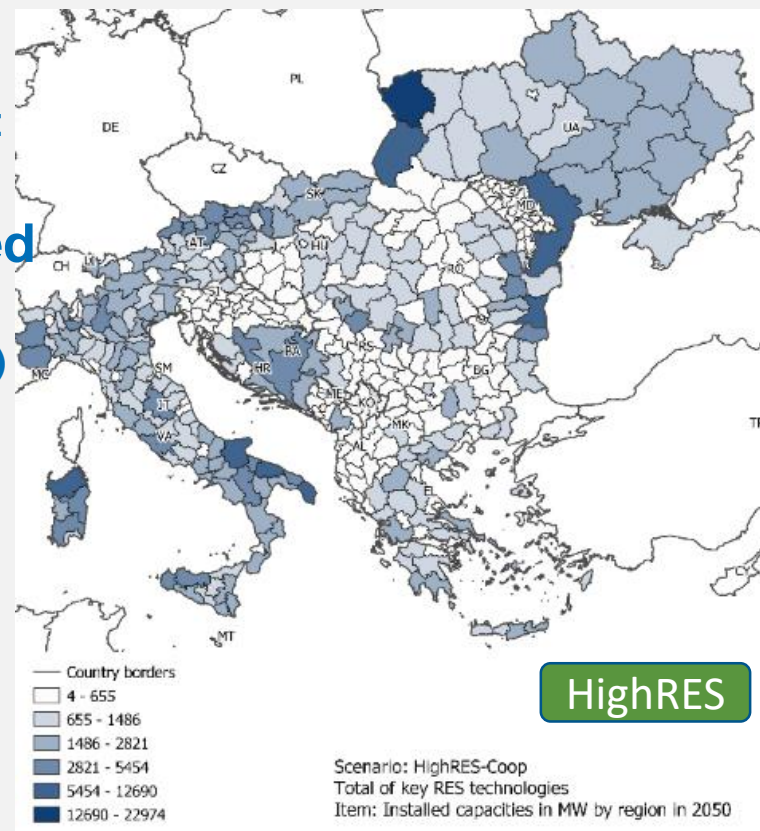 PL
DE
UA
CZ
SK
MD
AT
HU
CH
LI
RO
SI
SM
RS
BA
HR
BG
MC
ME
IT
KO
TR
VA
MK
AL
EL
MT
ed
)
HighRES
Country borders
4 - 655
655 - 1486
1486 - 2821
2821 - 5454
5454 - 12690
12690 - 22974
Scenario: HighRES-Coop
Total of key RES technologies
Item: Installed capacities in MW by region in 2050